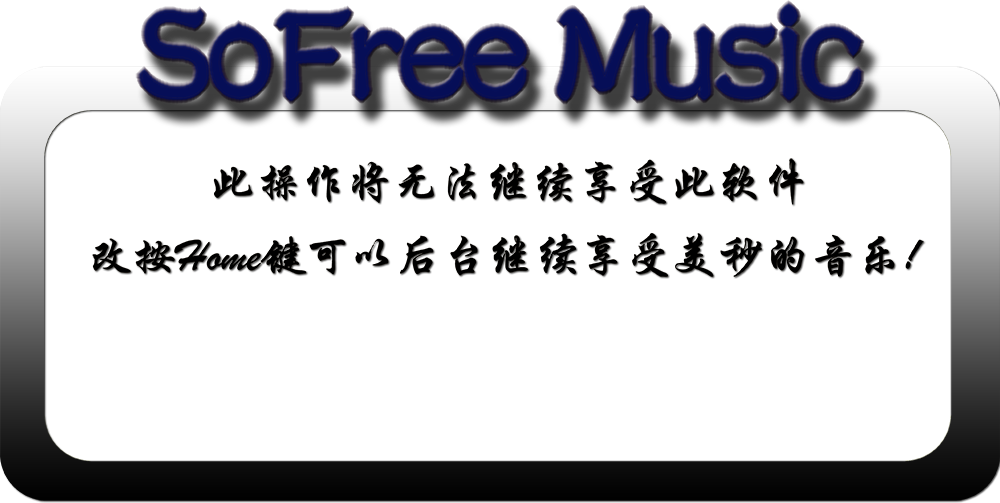 SoFree Music
此操作将无法继续享受此软件
改按Home键可以后台继续享受美秒的音乐!